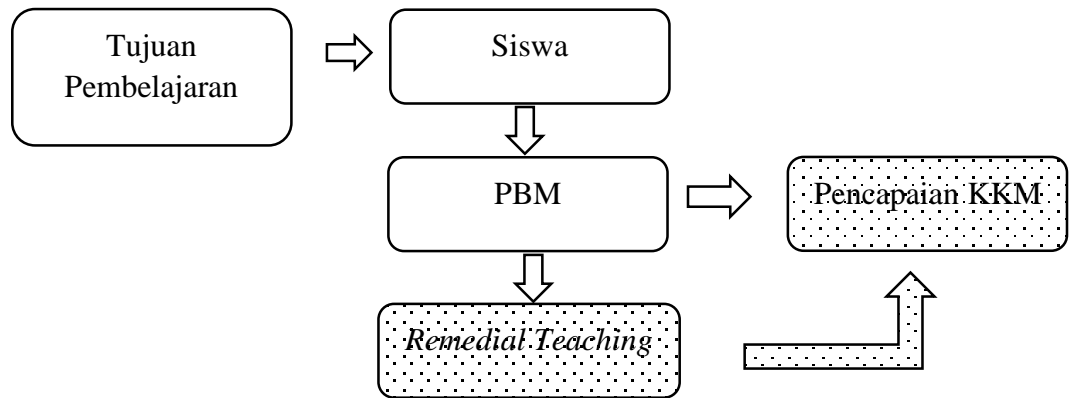 Tujuan
Pembelajaran
Siswa
PBM
Pencapaian KKM
Remedial Teaching